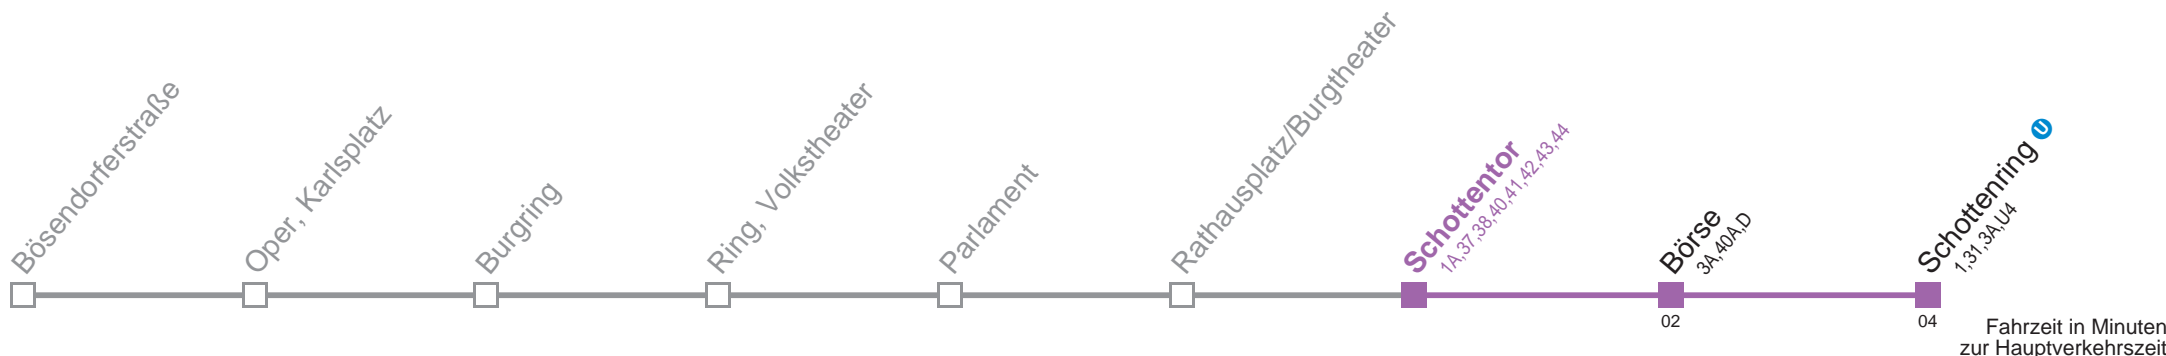 Bösendorferstraße
Oper, Karlsplatz
Burgring
Ring, Volkstheater
Parlament
Rathausplatz/Burgtheater
Schottentor
1A,37,38,40,41,42,43,44
Börse
3A,40A,D
Schottenring U
1,31,3A,U4
02
04
Fahrzeit in Minuten
zur Hauptverkehrszeit